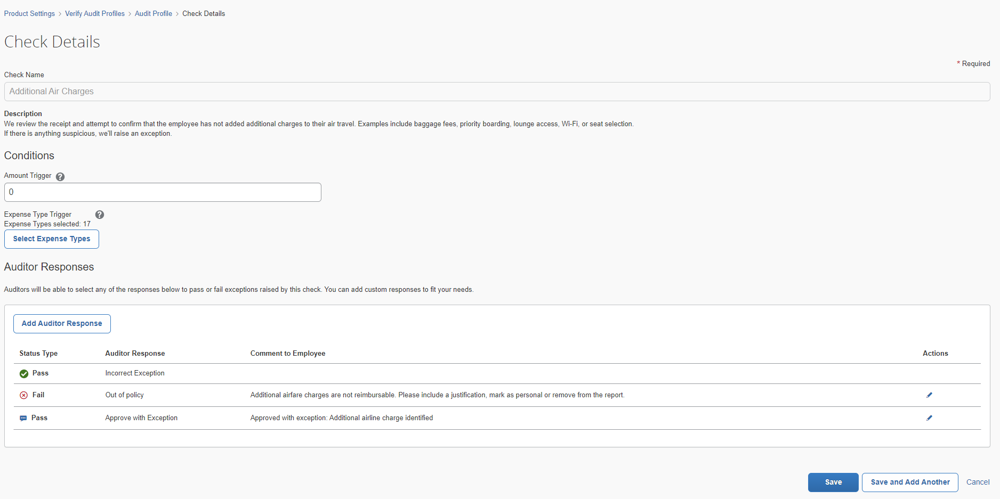 Product Settings > Verify Audit Profiles > Audit Profile > Check Details
Check Details
* Required
Check Name
Additional Air Charges
Description
We review the receipt and attempt to confirm that the employee has not added additional charges to their air travel. Examples include baggage fees, priority boarding, lounge access, Wi-Fi, or seat selection.
If there is anything suspicious, we'll raise an exception.
Conditions
Amount Trigger ?
0
Expense Type Trigger ?
Expense Types selected: 17
Select Expense Types
Auditor Responses
Auditors will be able to select any of the responses below to pass or fail exceptions raised by this check. You can add custom responses to fit your needs.
Add Auditor Response
Status Type Auditor Response Comment to Employee Actions
Pass Incorrect Exception
Fail Out of policy Additional airfare charges are not reimbursable. Please include a justification, mark as personal or remove from the report.
Pass Approve with Exception Approved with exception: Additional airline charge identified
Save Save and Add Another Cancel